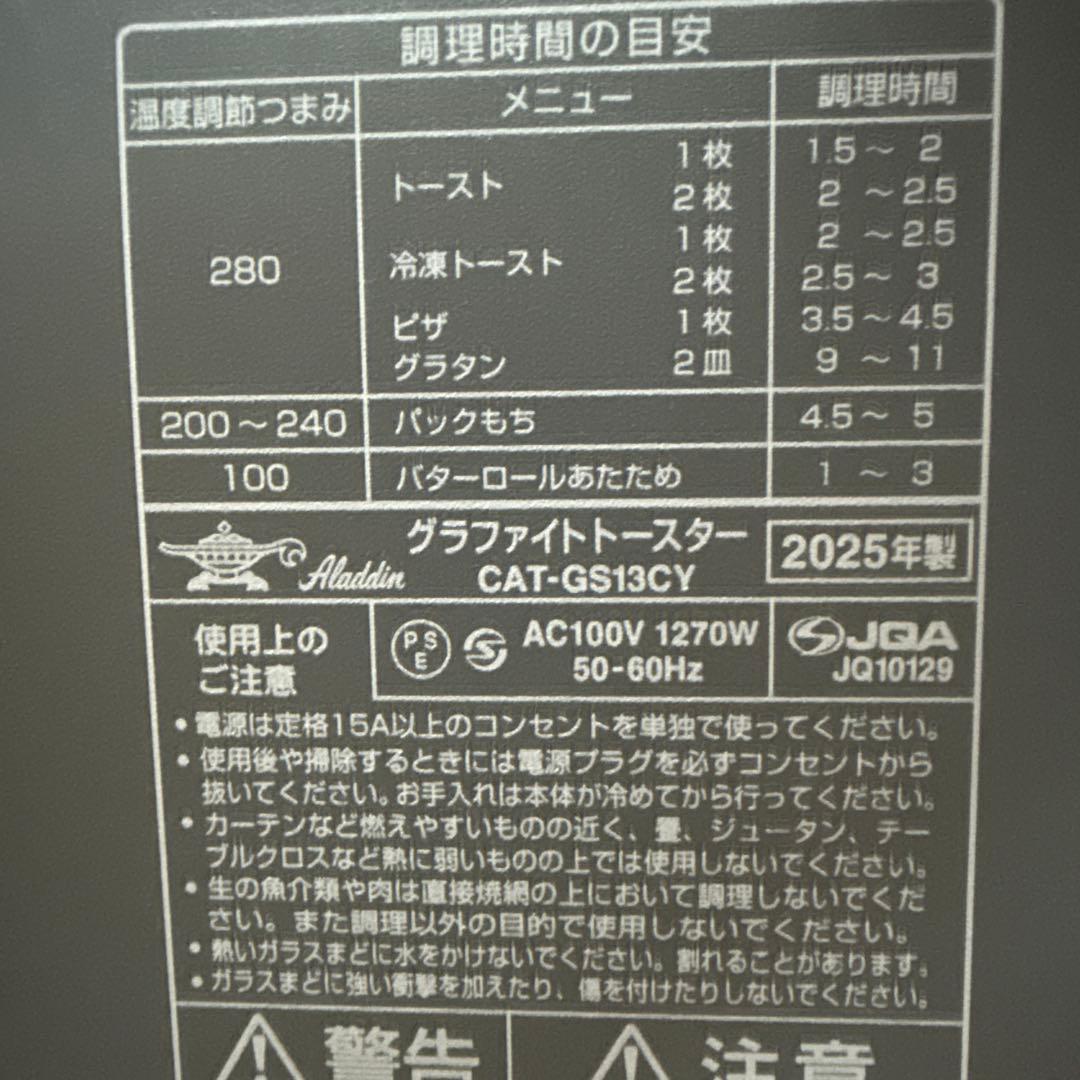 調理時間の目安
温度調節つまみ メニュー 調理時間
280 トースト 1枚 1.5～2
2枚 2～2.5
冷凍トースト 1枚 2～2.5
2枚 2.5～3
ピザ 1枚 3.5～4.5
グラタン 2皿 9～11
200～240 パックもち 4.5～5
100 バターロールあたため 1～3
Aladdin グラファイトトースター
CAT-GS13CY 2025年製
使用上の
ご注意
PSE AC100V 1270W
50-60Hz
JQA
JQ10129
•電源は定格15A以上のコンセントを単独で使ってください。
•使用後や掃除するときには電源プラグを必ずコンセントから
抜いてください。お手入れは本体が冷めてから行ってください。
•カーテンなど燃えやすいものの近く、畳、ジュータン、テー
ブルクロスなど熱に弱いものの上では使用しないでください。
•生の魚介類や肉は直接焼網の上において調理しないでくだ
さい。また調理以外の目的で使用しないでください。
•熱いガラスまどに水をかけないでください。割れることがあります。
•ガラスまどに強い衝撃を加えたり、傷を付けたりしないでください。
警告 注意